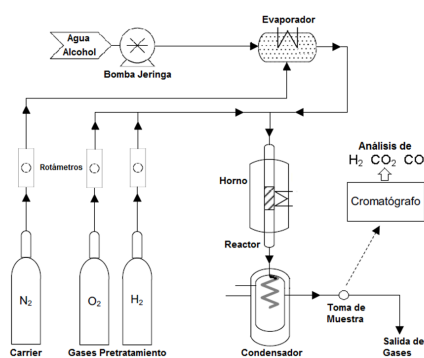 Evaporador
Agua
Alcohol
Bomba Jeringa
Análisis de
H₂ CO₂ CO
Rotámetros
Horno
Cromatógrafo
Reactor
N₂
O₂
H₂
Toma de
Muestra
Carrier
Gases Pretratamiento
Condensador
Salida de
Gases